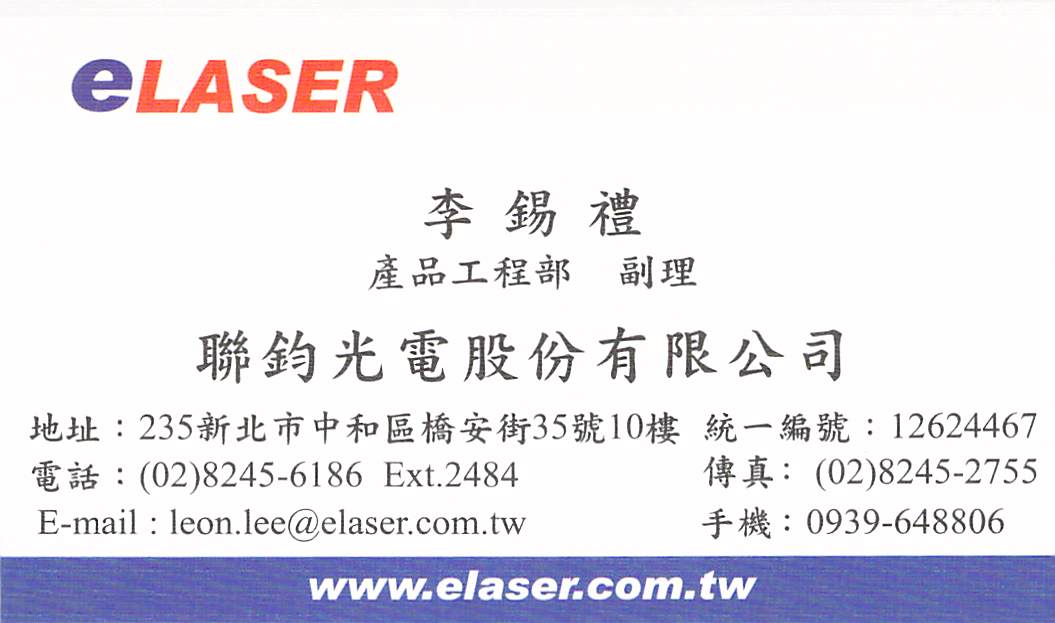 eLASER
李錫禮
產品工程部 副理
聯鈞光電股份有限公司
地址：235新北市中和區橋安街35號10樓 統一編號：12624467
電話：(02)8245-6186 Ext.2484 傳真： (02)8245-2755
E-mail : leon.lee@elaser.com.tw 手機：0939-648806
www.elaser.com.tw